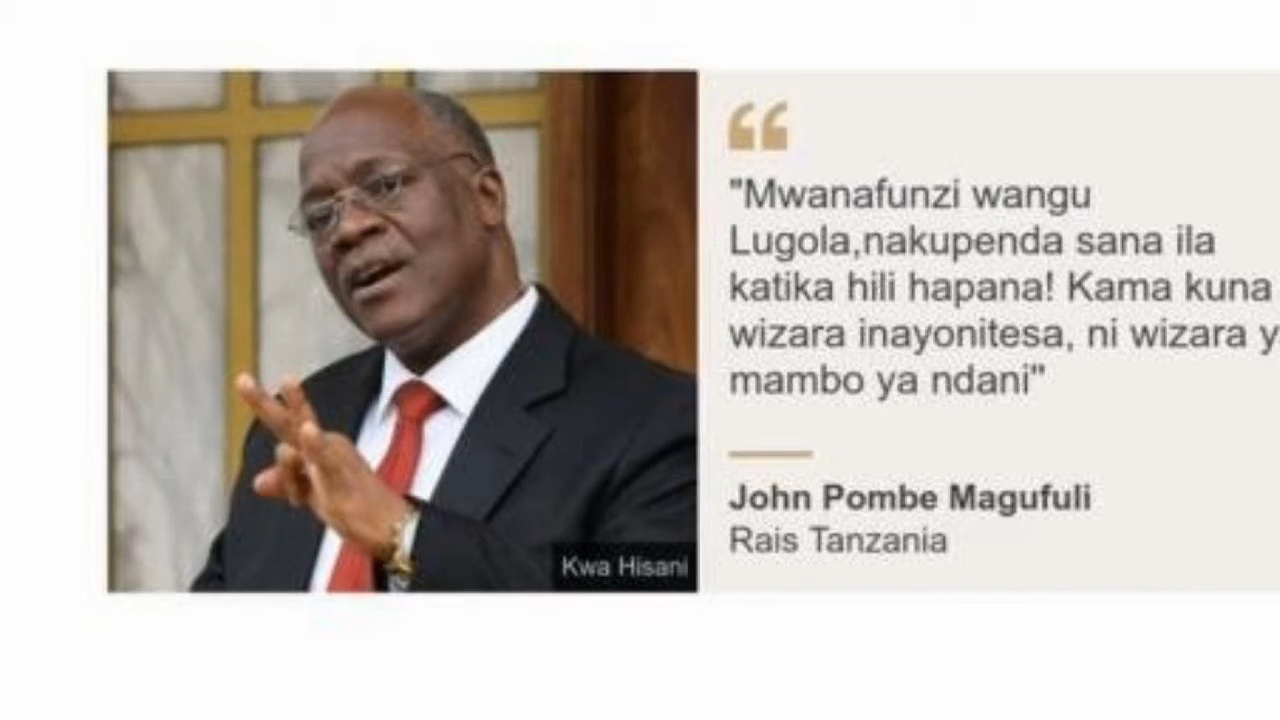 "Mwanafunzi wangu
Lugola,nakupenda sana ila
katika hili hapana! Kama kuna
wizara inayonitesa, ni wizara
mambo ya ndani"
John Pombe Magufuli
Rais Tanzania
Kwa Hisani